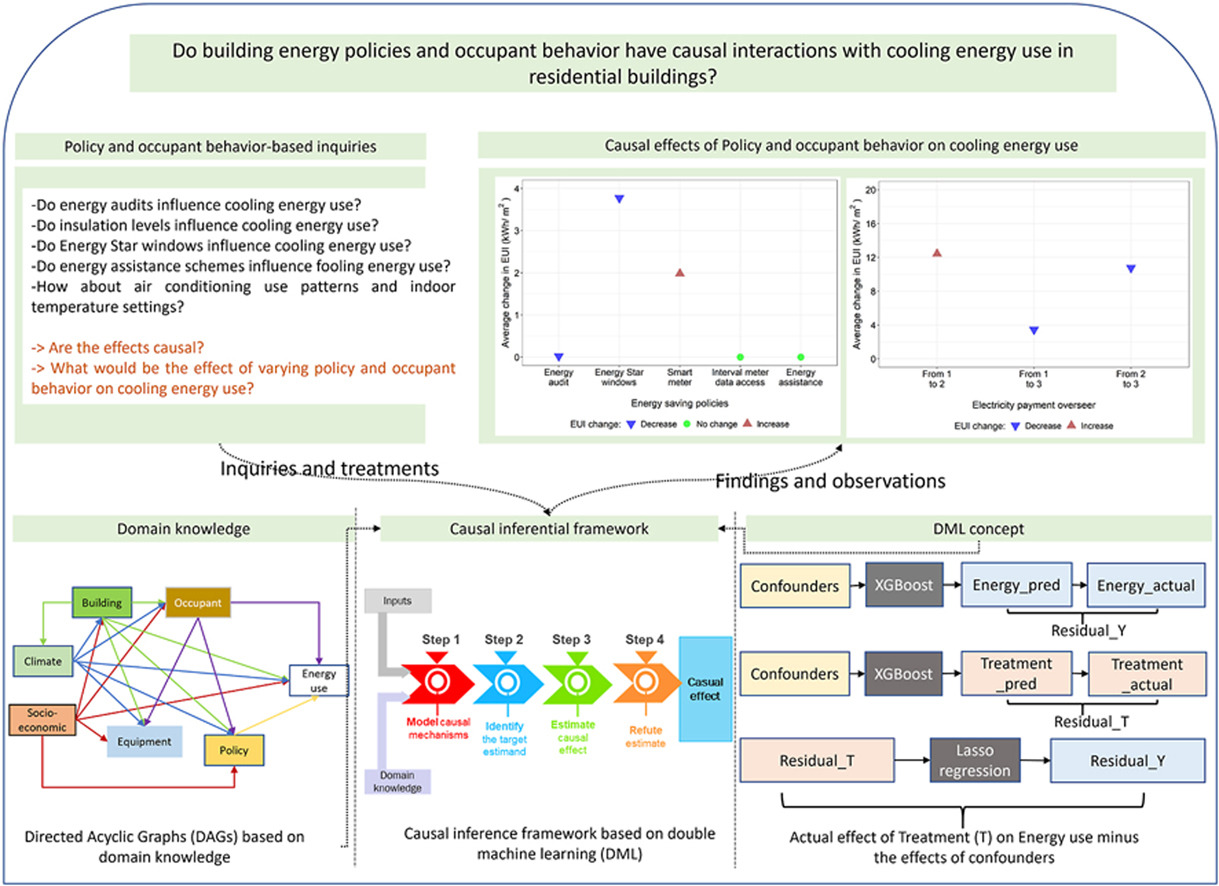 Do building energy policies and occupant behavior have causal interactions with cooling energy use in
residential buildings?
Policy and occupant behavior-based inquiries
-Do energy audits influence cooling energy use?
-Do insulation levels influence cooling energy use?
-Do Energy Star windows influence cooling energy use?
-Do energy assistance schemes influence fooling energy use?
-How about air conditioning use patterns and indoor
temperature settings?
-> Are the effects causal?
-> What would be the effect of varying policy and occupant
behavior on cooling energy use?
Causal effects of Policy and occupant behavior on cooling energy use
Average change in EUI (kWh/ m²)
4
3
2
1
0
Energy
audit
Energy Star
windows
Smart
meter
Interval meter
data access
Energy
assistance
Energy saving policies
EUI change: Decrease No change Increase
Average change in EUI (kWh/ m²)
20
16
12
8
4
0
From 1
to 2
From 1
to 3
From 2
to 3
Electricity payment overseer
EUI change: Decrease Increase
Inquiries and treatments
Findings and observations
Domain knowledge
Building
Occupant
Climate
Energy
use
Socio-
economic
Equipment
Policy
Directed Acyclic Graphs (DAGs) based on
domain knowledge
Causal inferential framework
Inputs
Step 1
Step 2
Step 3
Step 4
Model causal
mechanisms
Identify
the target
estimand
Estimate
causal
effect
Refute
estimate
Casual
effect
Domain
knowledge
Causal inference framework based on double
machine learning (DML)
DML concept
Confounders
XGBoost
Energy_pred
Energy_actual
Residual_Y
Confounders
XGBoost
Treatment
_pred
Treatment
_actual
Residual_T
Residual_T
Lasso
regression
Residual_Y
Actual effect of Treatment (T) on Energy use minus
the effects of confounders